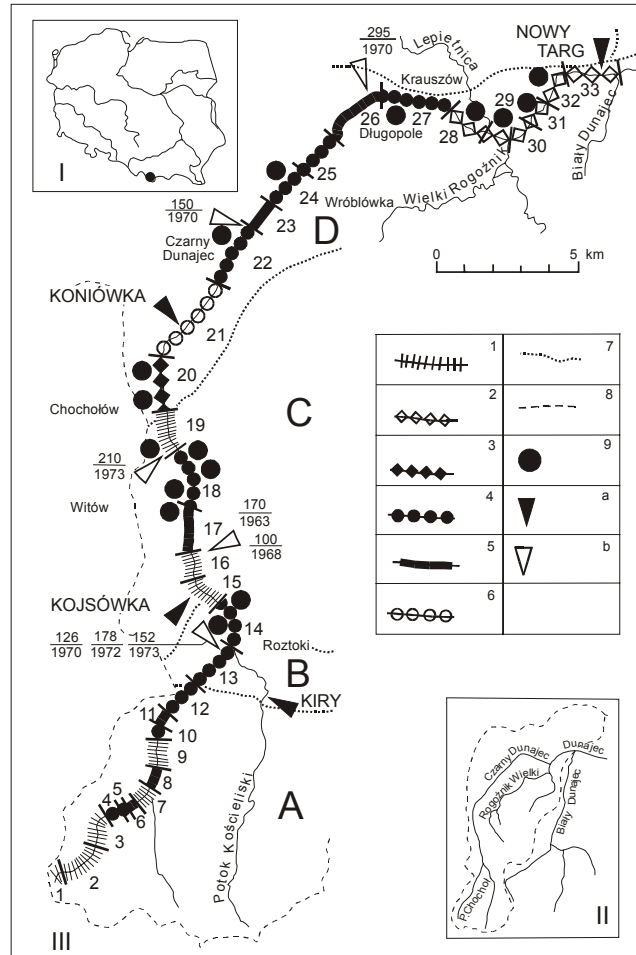 I
295
1970
Lepietnica
NOWY
TARG
Krauszów
26
27
Długopole
28
29
30
31
32
33
Biały Dunajec
Wielki Rogoźnik
25
24
Wróblówka
150
1970
23
D
Czarny
Dunajec
22
0 5 km
KONIÓWKA
21
20
Chochołów
19
C
210
1973
18
Witów
17
170
1963
100
1968
16
15
KOJSÓWKA
126
1970
178
1972
152
1973
14
Roztoki
B
13
KIRY
12
11
10
9
8
7
6
5
4
3
2
1
A
Potok Kościeliski
III
1 7
2 8
3 9
4 a
5 b
6
Czarny Dunajec
Dunajec
Rogoźnik Wielki
Biały Dunajec
P.Chochoł.
II